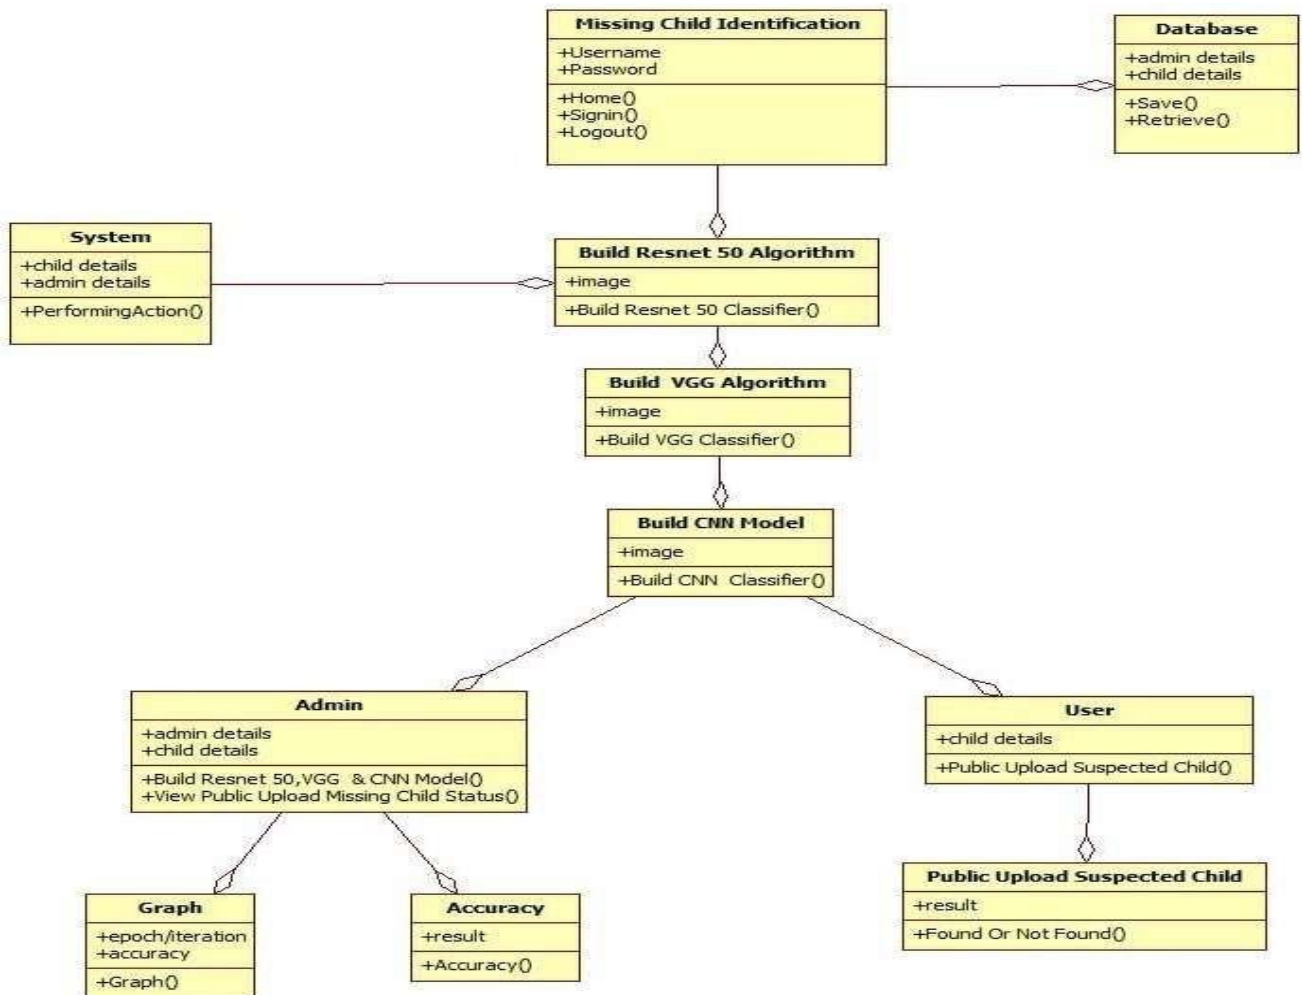 Missing Child Identification
+Username
+Password
+Home()
+Signin()
+Logout()
Database
+admin details
+child details
+Save()
+Retrieve()
System
+child details
+admin details
+PerformingAction()
Build Resnet 50 Algorithm
+image
+Build Resnet 50 Classifier()
Build  VGG Algorithm
+image
+Build VGG Classifier()
Build CNN Model
+image
+Build CNN  Classifier()
Admin
+admin details
+child details
+Build Resnet 50,VGG  & CNN Model()
+View Public Upload Missing Child Status()
User
+child details
+Public Upload Suspected Child()
Graph
+epoch/iteration
+accuracy
+Graph()
Accuracy
+result
+Accuracy()
Public Upload Suspected Child
+result
+Found Or Not Found()